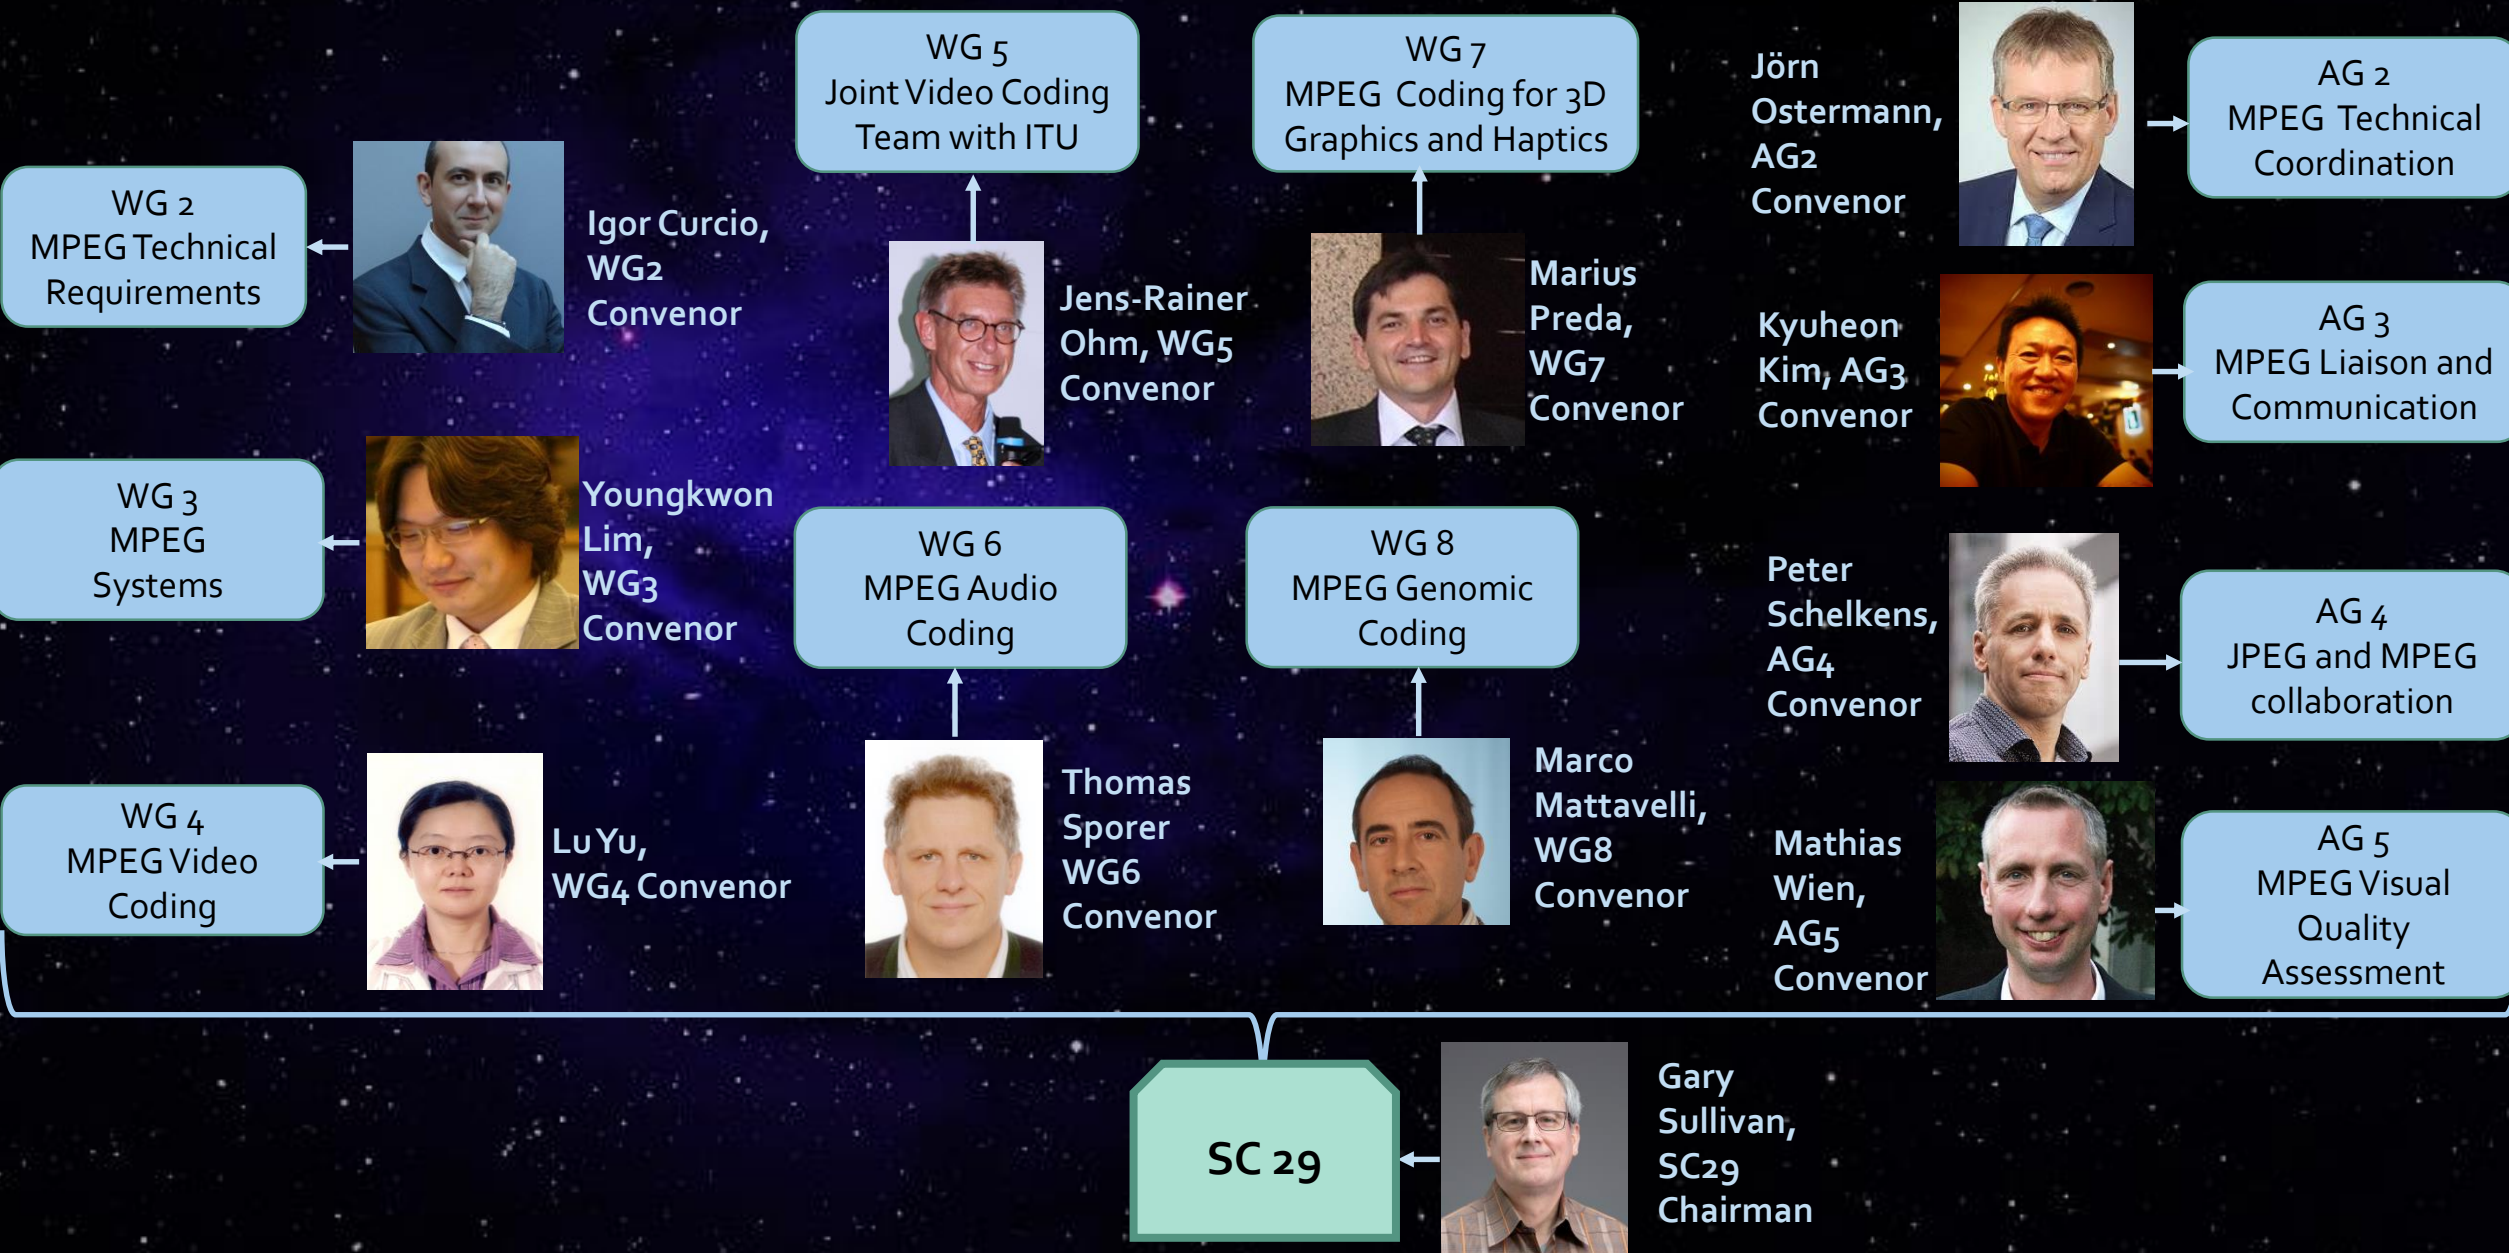 WG 2
MPEG Technical
Requirements
Igor Curcio,
WG2
Convenor
WG 3
MPEG
Systems
Youngkwon
Lim,
WG3
Convenor
WG 4
MPEG Video
Coding
Lu Yu,
WG4 Convenor
WG 5
Joint Video Coding
Team with ITU
Jens-Rainer
Ohm, WG5
Convenor
WG 6
MPEG Audio
Coding
Thomas
Sporer
WG6
Convenor
WG 7
MPEG Coding for 3D
Graphics and Haptics
Marius
Preda,
WG7
Convenor
WG 8
MPEG Genomic
Coding
Marco
Mattavelli,
WG8
Convenor
Jörn
Ostermann,
AG2
Convenor
AG 2
MPEG Technical
Coordination
Kyuheon
Kim, AG3
Convenor
AG 3
MPEG Liaison and
Communication
Peter
Schelkens,
AG4
Convenor
AG 4
JPEG and MPEG
collaboration
Mathias
Wien,
AG5
Convenor
AG 5
MPEG Visual
Quality
Assessment
SC 29
Gary
Sullivan,
SC29
Chairman